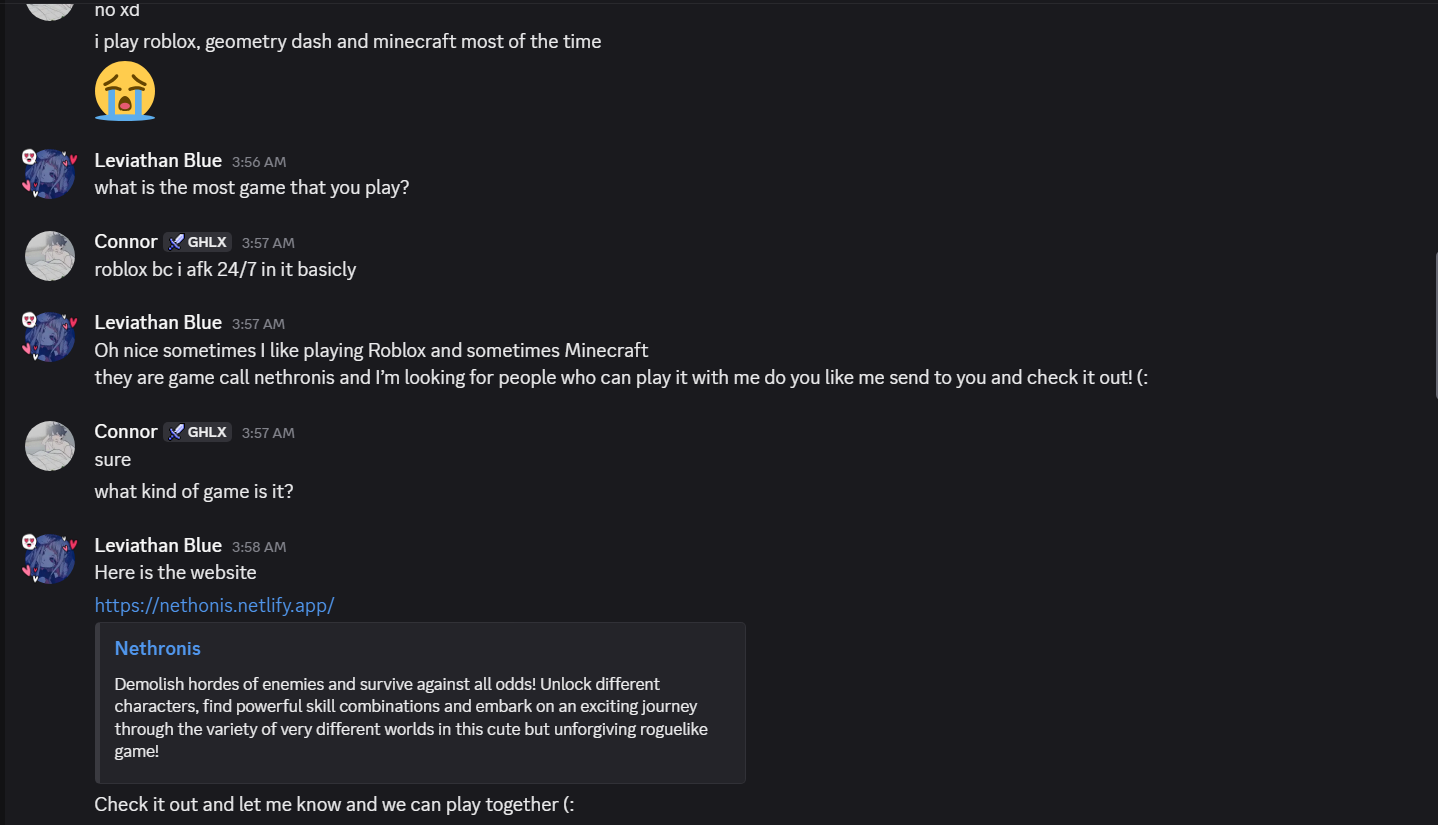 no xd
i play roblox, geometry dash and minecraft most of the time
Leviathan Blue 3:56 AM
what is the most game that you play?
Connor GHLX 3:57 AM
roblox bc i afk 24/7 in it basicly
Leviathan Blue 3:57 AM
Oh nice sometimes I like playing Roblox and sometimes Minecraft
they are game call nethronis and I’m looking for people who can play it with me do you like me send to you and check it out! (:
Connor GHLX 3:57 AM
sure
what kind of game is it?
Leviathan Blue 3:58 AM
Here is the website
https://nethonis.netlify.app/
Nethronis
Demolish hordes of enemies and survive against all odds! Unlock different
characters, find powerful skill combinations and embark on an exciting journey
through the variety of very different worlds in this cute but unforgiving roguelike
game!
Check it out and let me know and we can play together (: